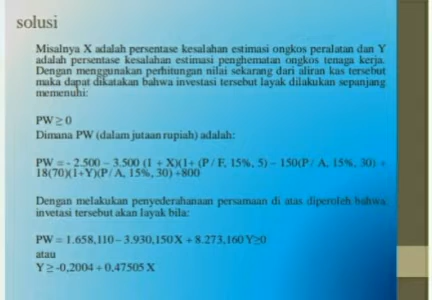 solusi
Misalnya X adalah persentase kesalahan estimasi ongkos peralatan dan Y
adalah persentase kesalahan estimasi penghematan ongkos tenaga kerja.
Dengan menggunakan perhitungan nilai sekarang dari aliran kas tersebut
maka dapat dikatakan bahwa investasi tersebut layak dilakukan sepanjang
memenuhi:
PW ≥ 0
Dimana PW (dalam jutaan rupiah) adalah:
PW = - 2.500 – 3.500 (1 + X)(1+ (P / F, 15%, 5) – 150(P / A, 15%, 30) +
18(70)(1+Y)(P / A, 15%, 30) +800
Dengan melakukan penyederahanaan persamaan di atas diperoleh bahwa
invetasi tersebut akan layak bila:
PW = 1.658,110 – 3.930,150 X + 8.273,160 Y≥0
atau
Y ≥ -0,2004 + 0,47505 X